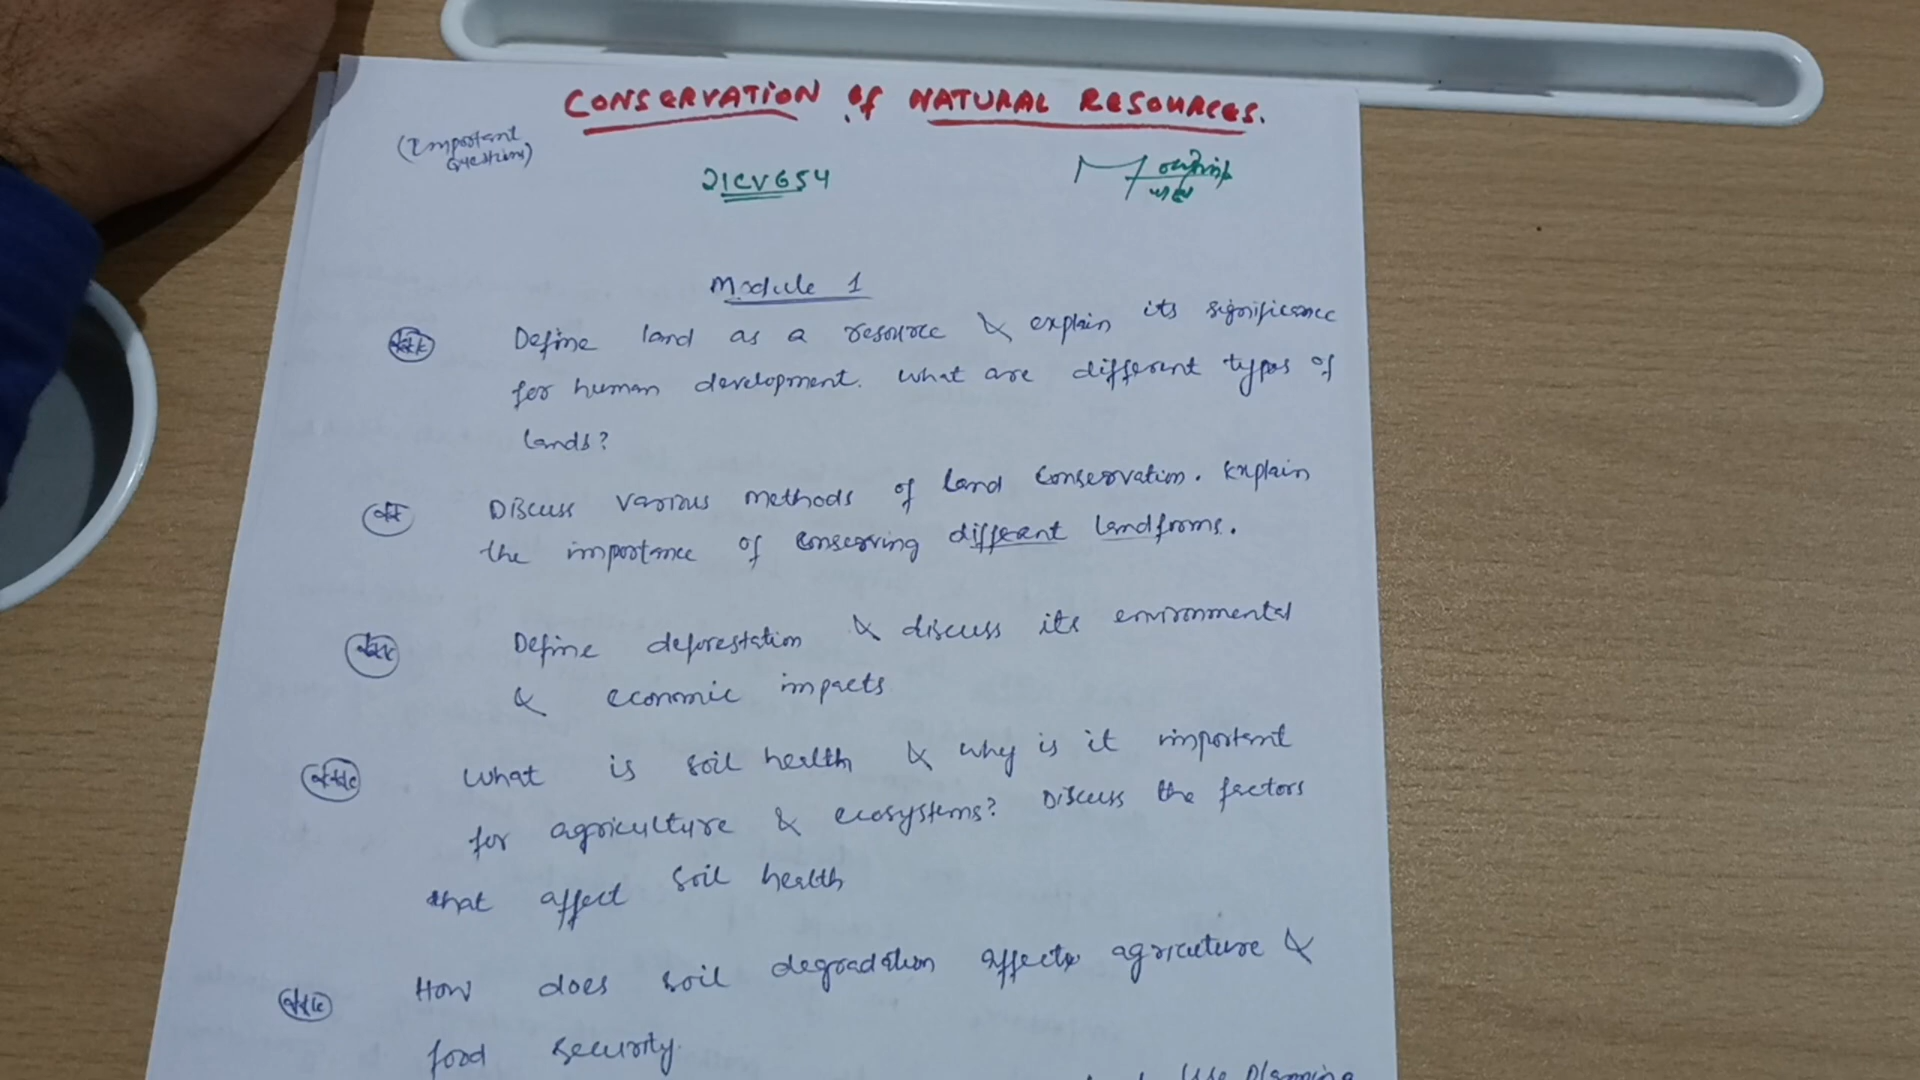 CONSERVATION of NATURAL RESOURCES.
(Important
Questions)
21CV654
Module 1
Define land as a resource & explain its significance
for human development. What are different types of
lands?
Discuss various methods of land conservation. Explain
the importance of conserving different landforms.
Define deforestation & discuss its environmental
& economic impacts
What is soil health & why is it important
for agriculture & ecosystems? Discuss the factors
that affect soil health
How does soil degradation affects agriculture &
food security.
Use Planning